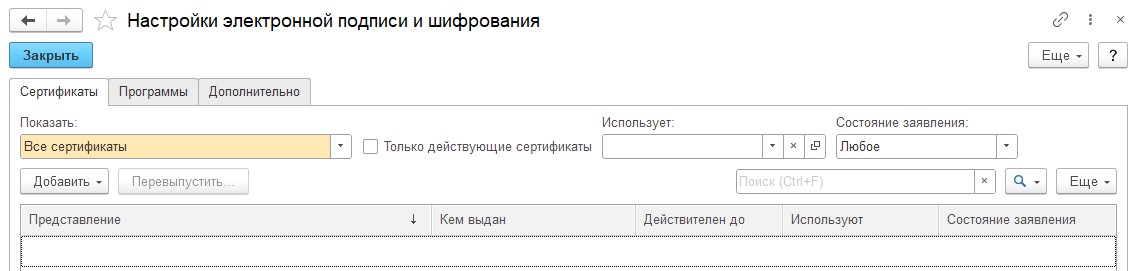 Настройки электронной подписи и шифрования
Закрыть Еще ?
Сертификаты Программы Дополнительно
Показать: Использует: Состояние заявления:
Все сертификаты Только действующие сертификаты Любое
Добавить Перевыпустить... Поиск (Ctrl+F) Еще
Представление Кем выдан Действителен до Используют Состояние заявления